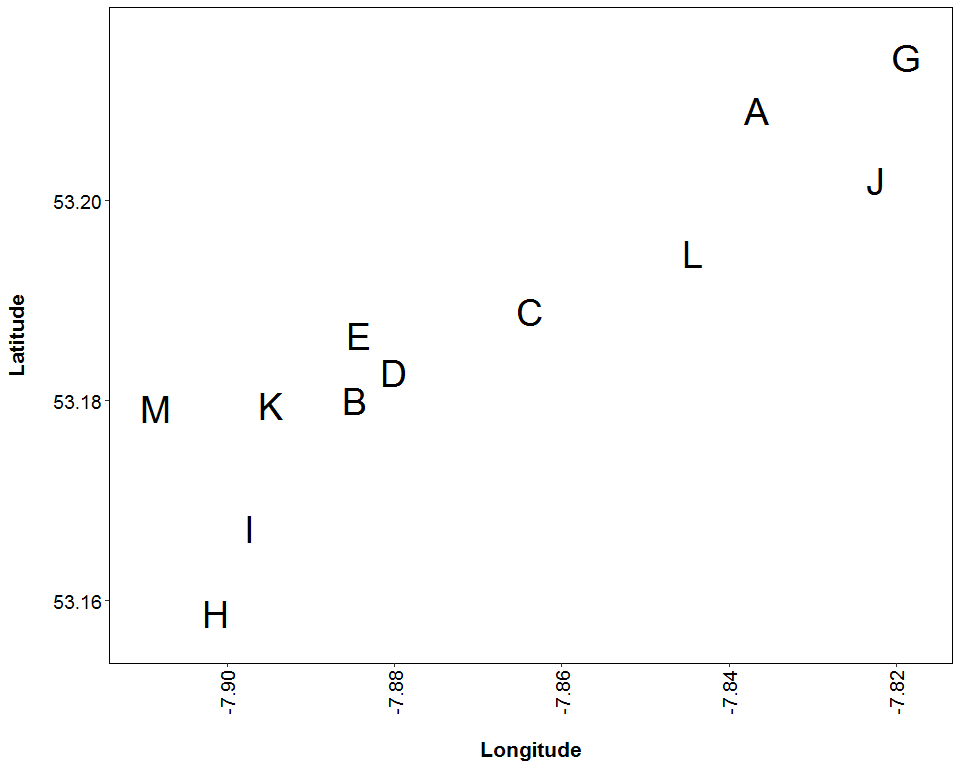 G
A
J
53.20
L
C
E
D
M
K
B
53.18
I
H
53.16
-7.90
-7.88
-7.86
-7.84
-7.82
Longitude
Latitude